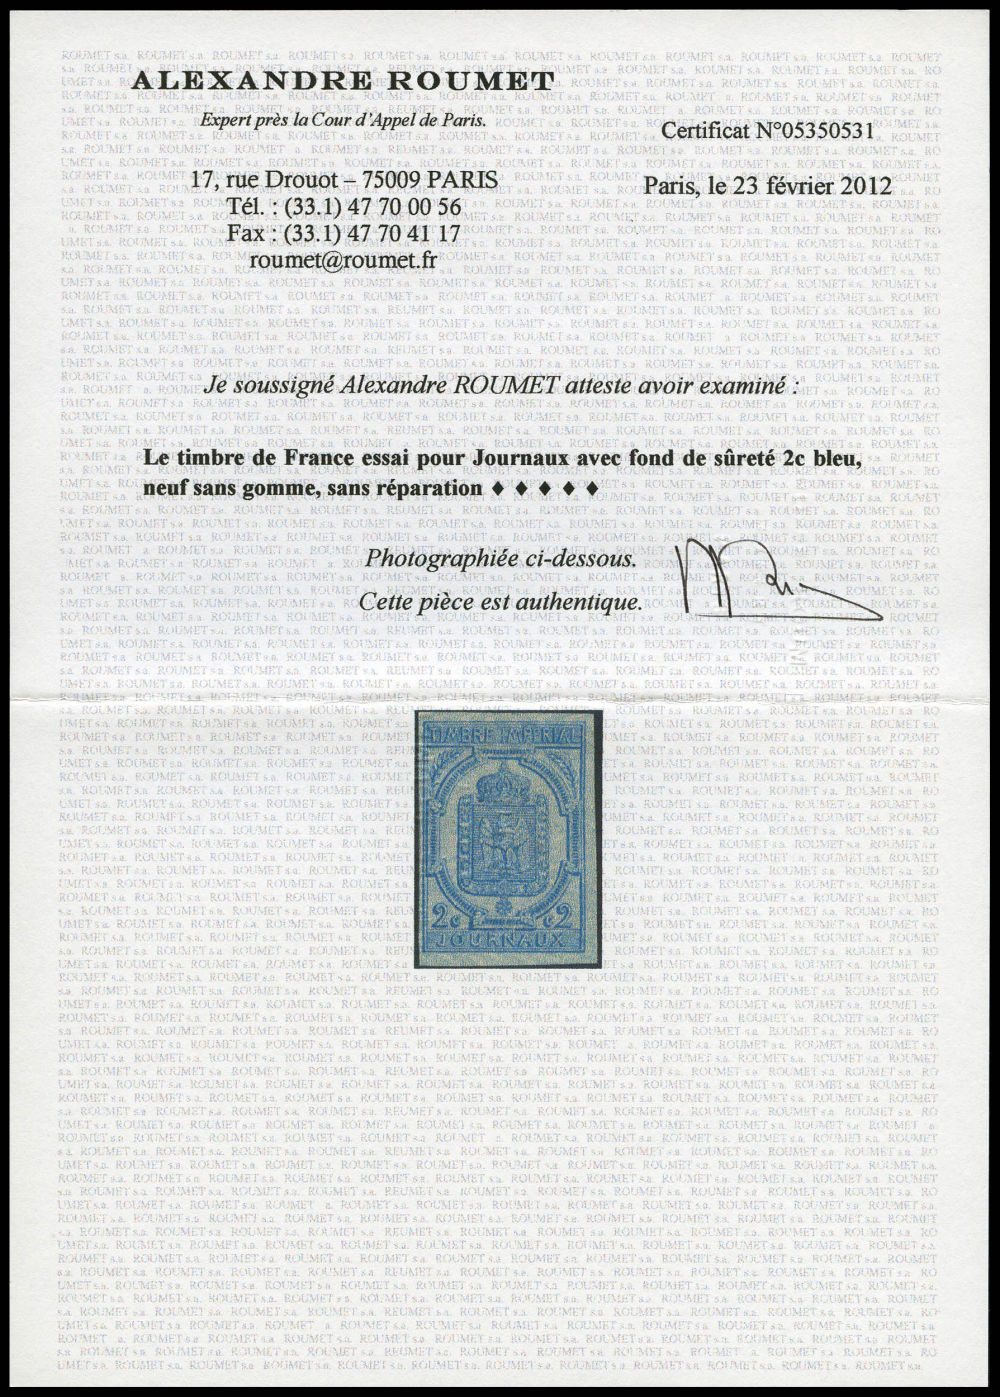 ALEXANDRE ROUMET
Expert près la Cour d'Appel de Paris.
Certificat N°05350531
17, rue Drouot – 75009 PARIS
Paris, le 23 février 2012
Tél. : (33.1) 47 70 00 56
Fax : (33.1) 47 70 41 17
roumet@roumet.fr
Je soussigné Alexandre ROUMET atteste avoir examiné :
Le timbre de France essai pour Journaux avec fond de sûreté 2c bleu,
neuf sans gomme, sans réparation ♦ ♦ ♦ ♦ ♦
Photographiée ci-dessous.
Cette pièce est authentique.
TIMBRE IMPERIAL
2c c2
JOURNAUX